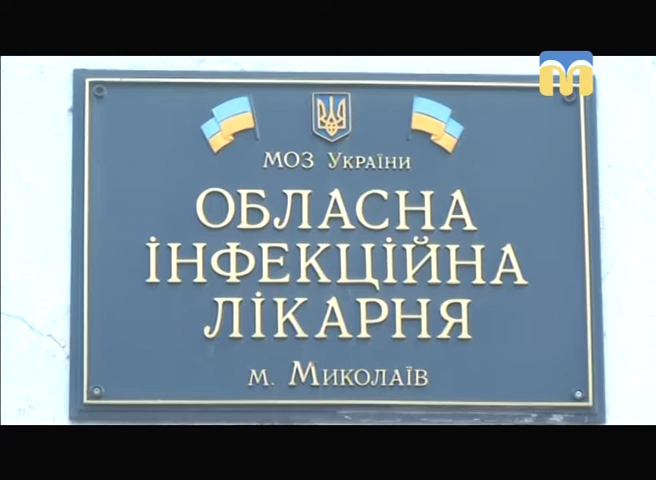 МОЗ України
ОБЛАСНА
ІНФЕКЦІЙНА
ЛІКАРНЯ
м. Миколаїв